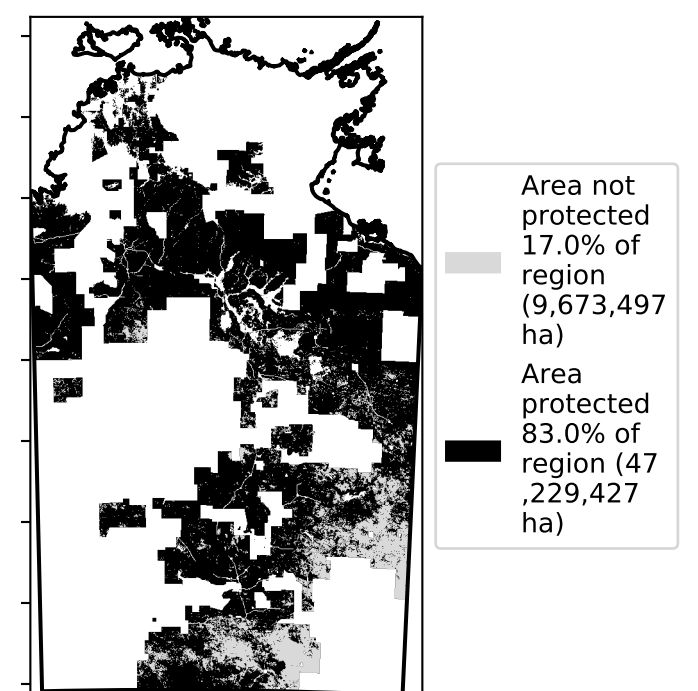 Area not
protected
17.0% of
region
(9,673,497
ha)
Area
protected
83.0% of
region (47
,229,427
ha)